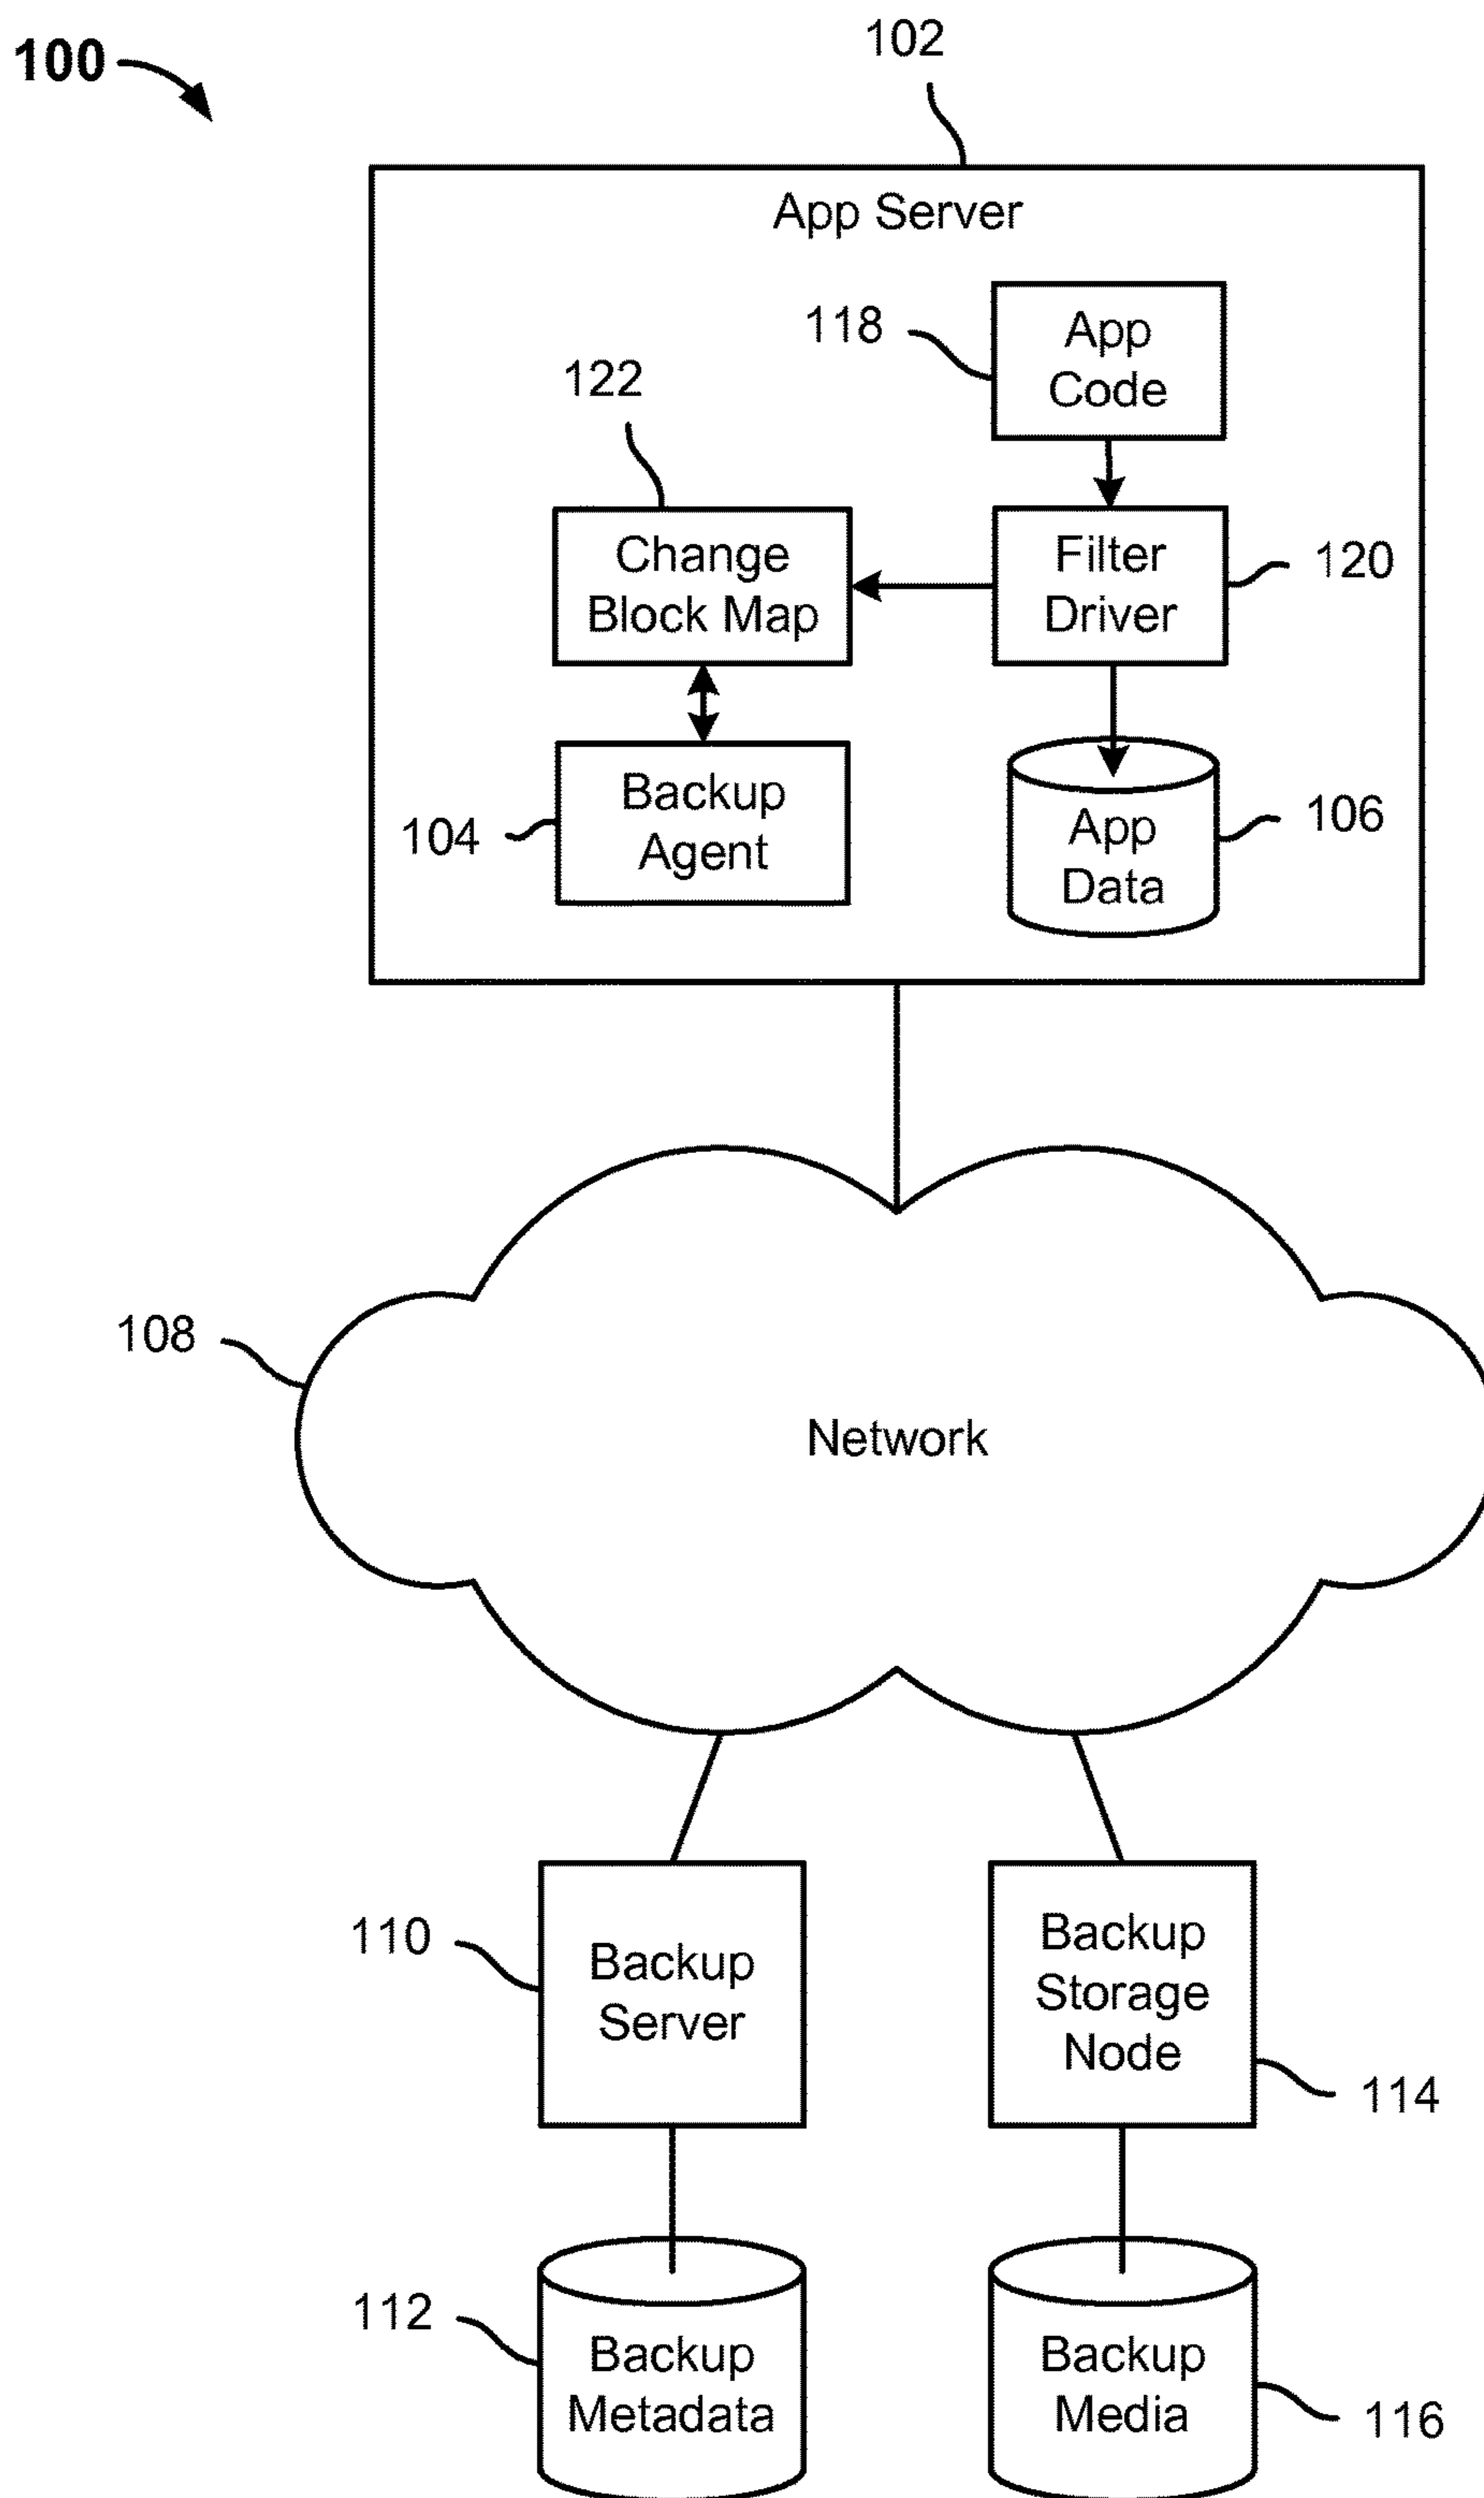 100
102
App Server
118
App
Code
122
Change
Block Map
Filter
Driver
120
104
Backup
Agent
App
Data
106
108
Network
110
Backup
Server
Backup
Storage
Node
114
112
Backup
Metadata
Backup
Media
116